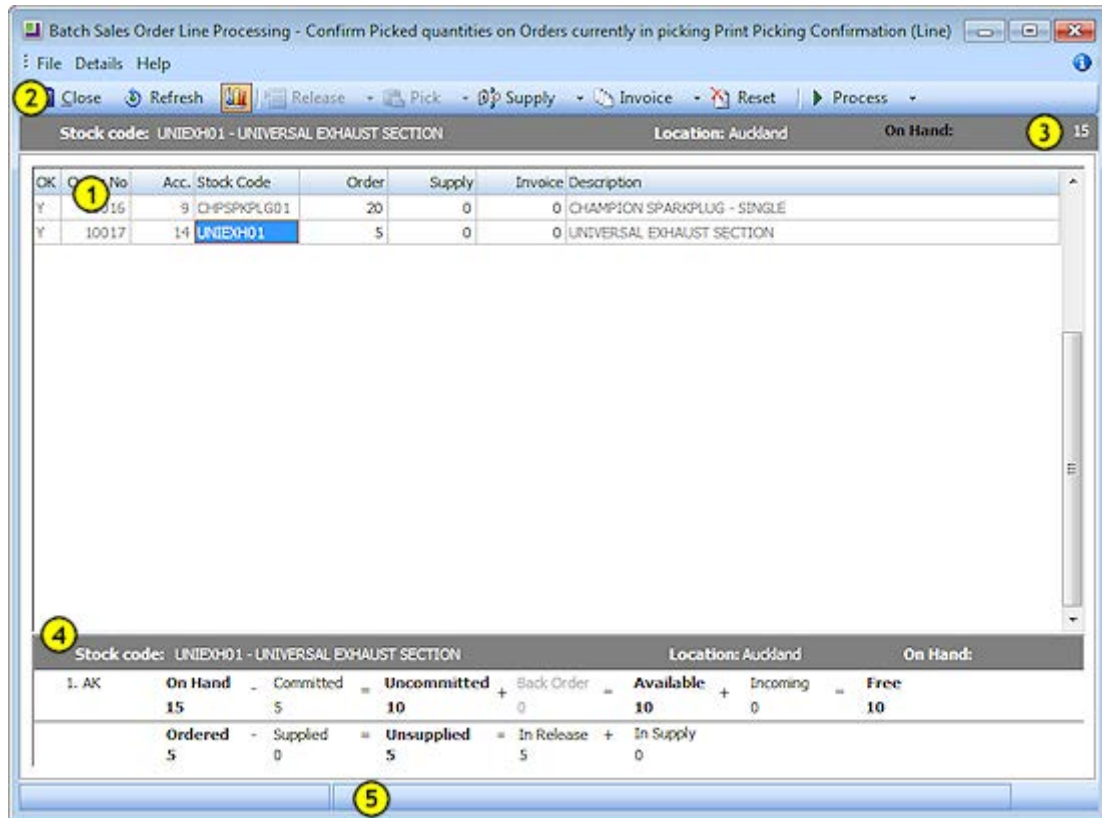 Batch Sales Order Line Processing - Confirm Picked quantities on Orders currently in picking Print Picking Confirmation (Line)
File Details Help
2 Close Refresh Release Pick Supply Invoice Reset Process
Stock code: UNIEXH01 - UNIVERSAL EXHAUST SECTION Location: Auckland On Hand: 3 15
OK No Acc. Stock Code Order Supply Invoice Description
1
Y 016 9 CHPSPKPLG01 20 0 0 CHAMPION SPARKPLUG - SINGLE
Y 10017 14 UNIEXH01 5 0 0 UNIVERSAL EXHAUST SECTION
4
Stock code: UNIEXH01 - UNIVERSAL EXHAUST SECTION Location: Auckland On Hand:
1. AK On Hand - Committed = Uncommitted + Back Order = Available + Incoming = Free
15 5 10 0 10 0 10
Ordered - Supplied = Unsupplied = In Release + In Supply
5 0 5 5 0
5